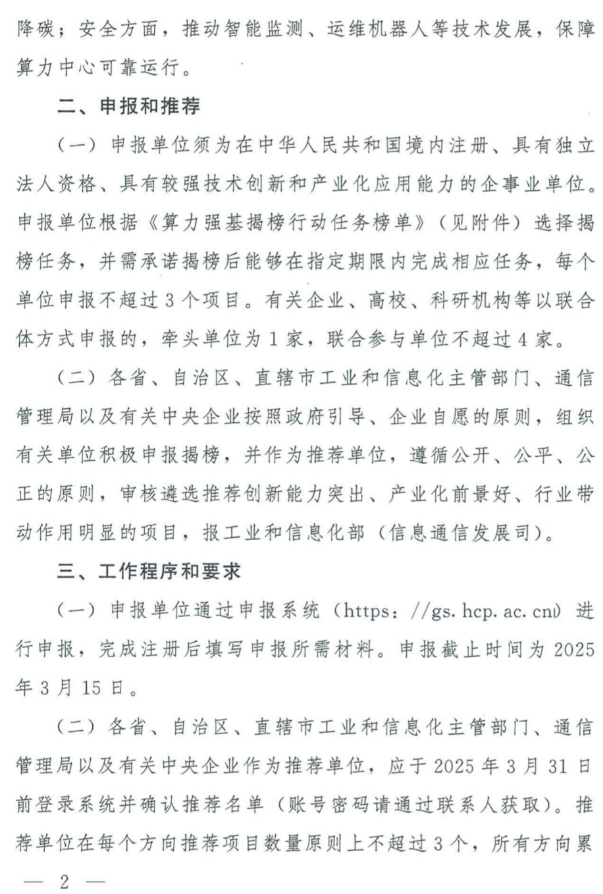 降碳；安全方面，推动智能监测、运维机器人等技术发展，保障
算力中心可靠运行。
二、申报和推荐
（一）申报单位须为在中华人民共和国境内注册、具有独立
法人资格、具有较强技术创新和产业化应用能力的企事业单位。
申报单位根据《算力强基揭榜行动任务榜单》（见附件）选择揭
榜任务，并需承诺揭榜后能够在指定期限内完成相应任务，每个
单位申报不超过3个项目。有关企业、高校、科研机构等以联合
体方式申报的，牵头单位为1家，联合参与单位不超过4家。
（二）各省、自治区、直辖市工业和信息化主管部门、通信
管理局以及有关中央企业按照政府引导、企业自愿的原则，组织
有关单位积极申报揭榜，并作为推荐单位，遵循公开、公平、公
正的原则，审核遴选推荐创新能力突出、产业化前景好、行业带
动作用明显的项目，报工业和信息化部（信息通信发展司）。
三、工作程序和要求
（一）申报单位通过申报系统（https：//gs.hcp.ac.cn）进
行申报，完成注册后填写申报所需材料。申报截止时间为2025
年3月15日。
（二）各省、自治区、直辖市工业和信息化主管部门、通信
管理局以及有关中央企业作为推荐单位，应于2025年3月31日
前登录系统并确认推荐名单（账号密码请通过联系人获取）。推
荐单位在每个方向推荐项目数量原则上不超过3个，所有方向累
— 2 —